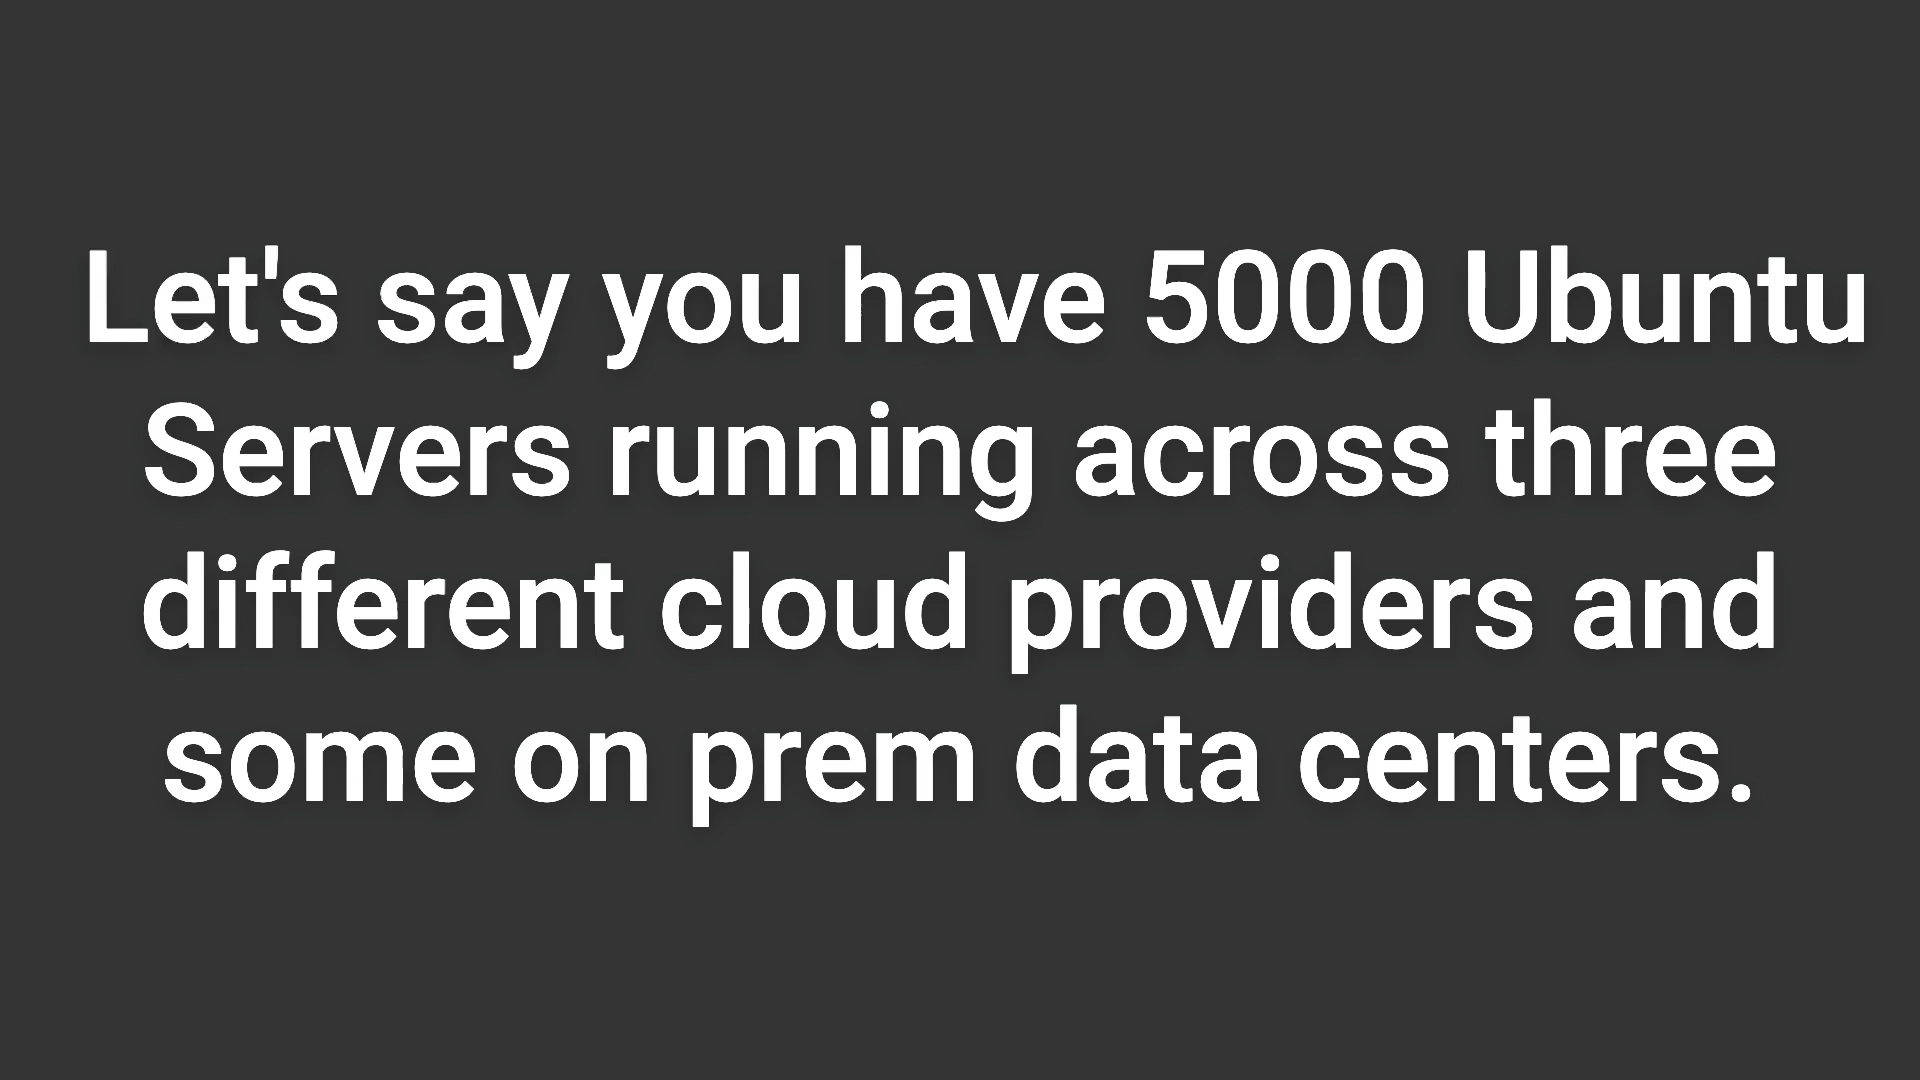 Let's say you have 5000 Ubuntu
Servers running across three
different cloud providers and
some on prem data centers.